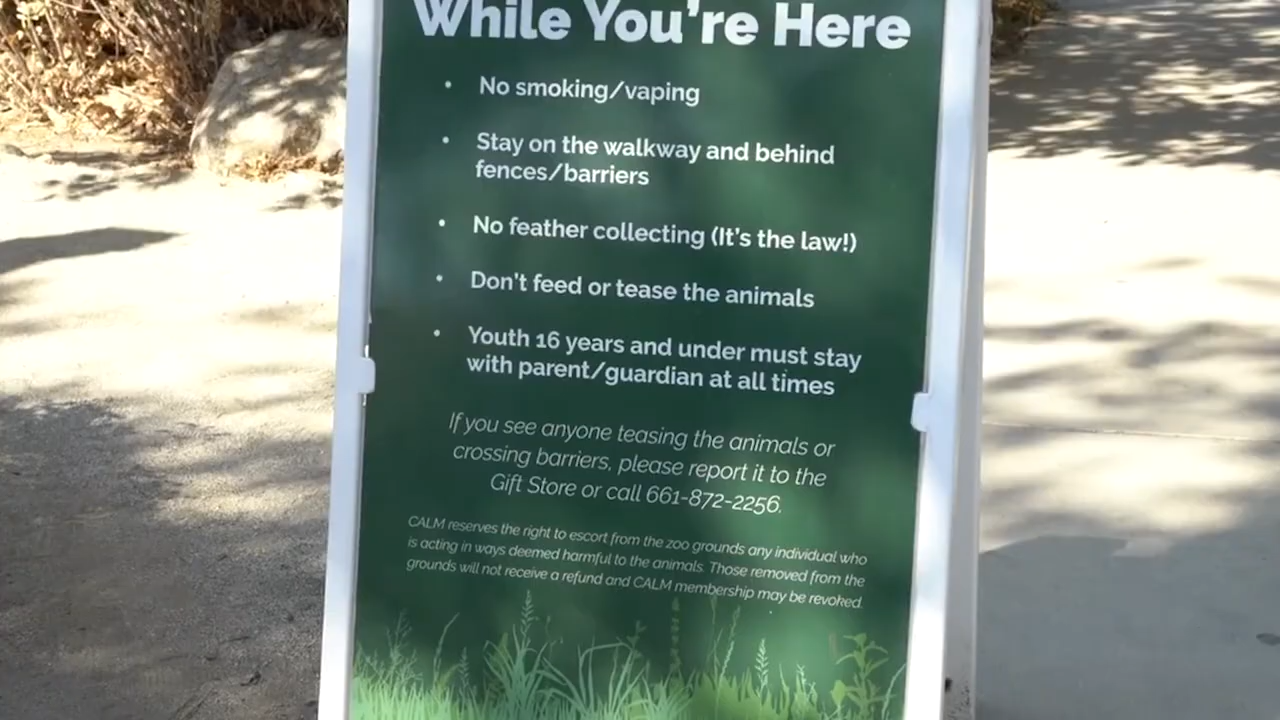 While You're Here
• No smoking/vaping
• Stay on the walkway and behind
fences/barriers
• No feather collecting (It's the law!)
• Don't feed or tease the animals
• Youth 16 years and under must stay
with parent/guardian at all times
If you see anyone teasing the animals or
crossing barriers, please report it to the
Gift Store or call 661-872-2256.
CALM reserves the right to escort from the zoo grounds any individual who
is acting in ways deemed harmful to the animals. Those removed from the
grounds will not receive a refund and CALM membership may be revoked.